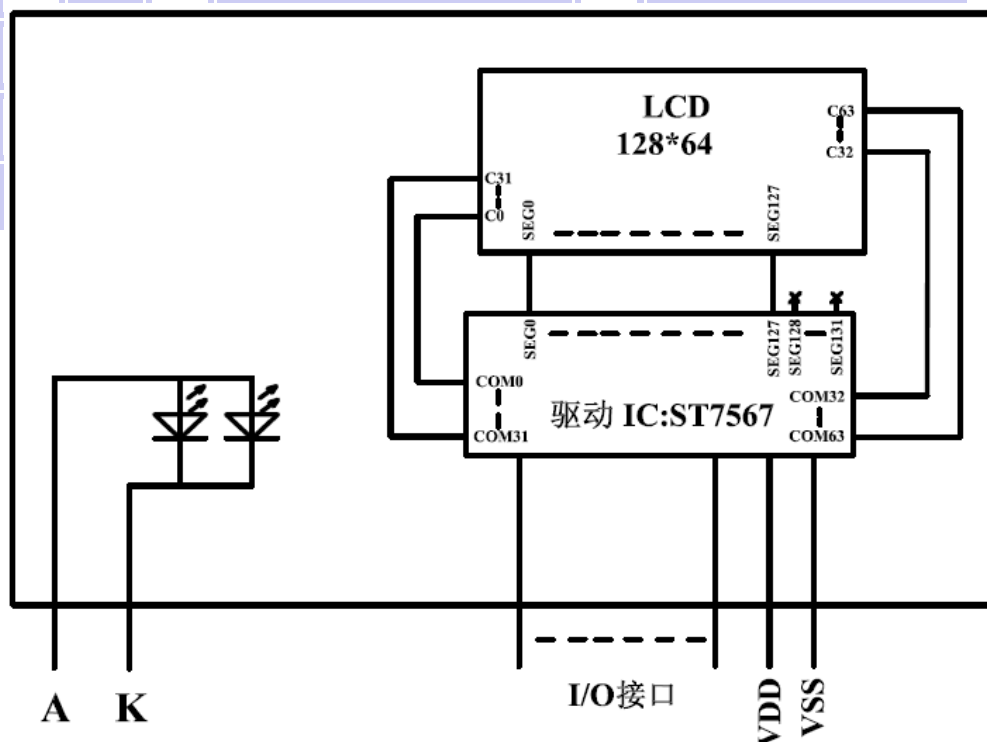 LCD
128*64
C63
C32
C31
C0
SEG0
SEG127
SEG0
SEG127
SEG128
SEG131
COM0
COM31
驱动 IC:ST7567
COM32
COM63
A
K
I/O接口
VDD
VSS